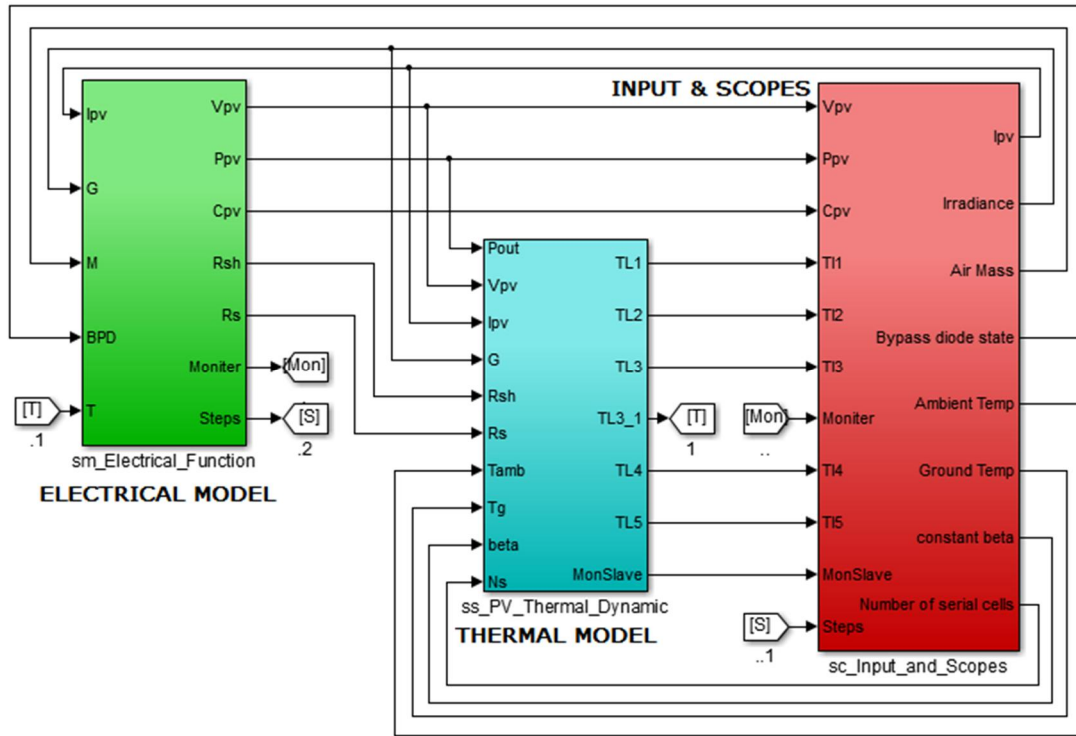 INPUT & SCOPES
Ipv
G
M
BPD
T
Vpv
Ppv
Cpv
Rsh
Rs
Moniter
Steps
[T]
.1
[Mon]
.
[S]
.2
sm_Electrical_Function
ELECTRICAL MODEL
Pout
Vpv
Ipv
G
Rsh
Rs
Tamb
Tg
beta
Ns
TL1
TL2
TL3
TL3_1
TL4
TL5
MonSlave
[T]
1
ss_PV_Thermal_Dynamic
THERMAL MODEL
Vpv
Ppv
Cpv
Tl1
Tl2
Tl3
Moniter
Tl4
Tl5
MonSlave
Steps
Ipv
Irradiance
Air Mass
Bypass diode state
Ambient Temp
Ground Temp
constant beta
Number of serial cells
[Mon]
..
[S]
..1
sc_Input_and_Scopes